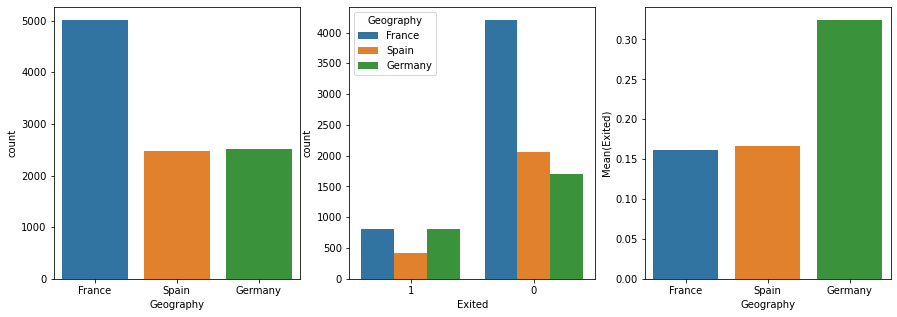 5000
4000
3000
2000
1000
0
count
France Spain Germany
Geography
4000
3500
3000
2500
2000
1500
1000
500
0
count
Geography
France
Spain
Germany
1 0
Exited
0.30
0.25
0.20
0.15
0.10
0.05
0.00
Mean(Exited)
France Spain Germany
Geography